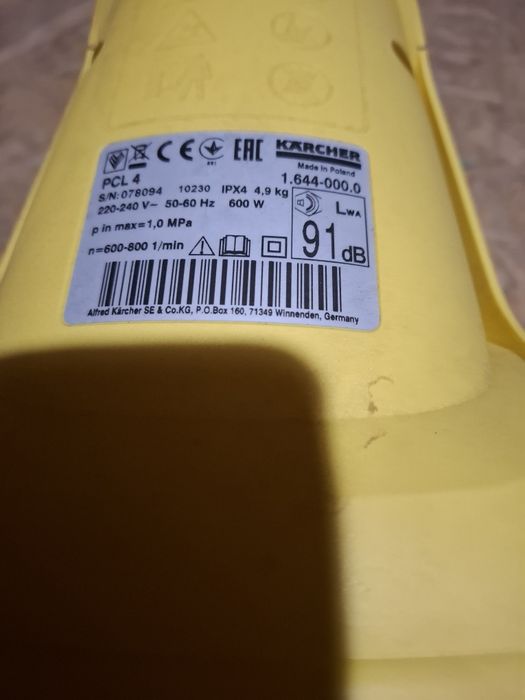 CE EAC KÄRCHER
Made in Poland
PCL 4 1.644-000.0
S/N: 078094 10230 IPX4 4,9 kg
220-240 V~ 50-60 Hz 600 W
LWA
p in max=1,0 MPa
91 dB
n=600-800 1/min
Alfred Kärcher SE & Co.KG, P.O.Box 160, 71349 Winnenden, Germany